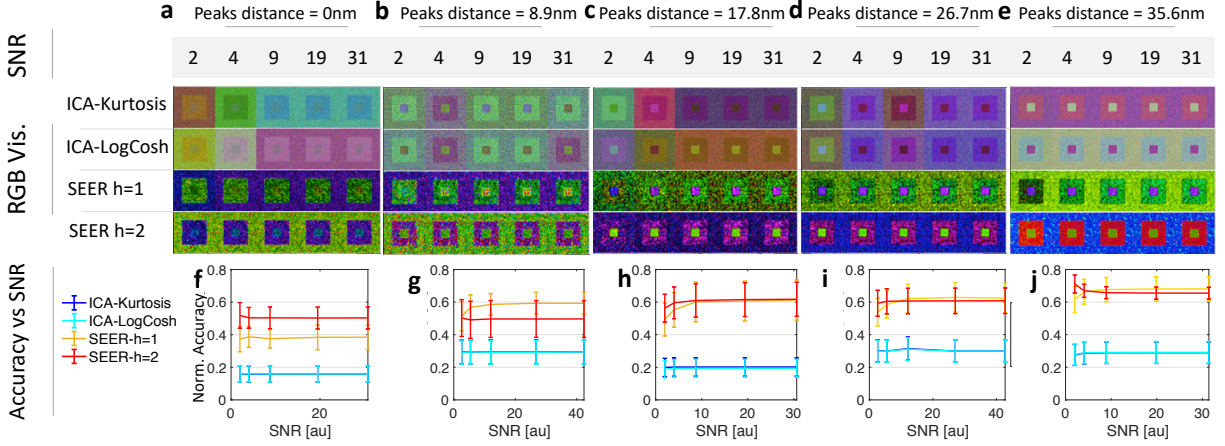 a Peaks distance = 0nm b Peaks distance = 8.9nm c Peaks distance = 17.8nm d Peaks distance = 26.7nm e Peaks distance = 35.6nm
SNR
2 4 9 19 31 2 4 9 19 31 2 4 9 19 31 2 4 9 19 31 2 4 9 19 31
RGB Vis.
ICA-Kurtosis
ICA-LogCosh
SEER h=1
SEER h=2
Accuracy vs SNR
ICA-Kurtosis
ICA-LogCosh
SEER-h=1
SEER-h=2
f
Norm. Accuracy
0.8
0.6
0.4
0.2
0
0 20
SNR [au]
g
0.8
0.6
0.4
0.2
0
0 20 40
SNR [au]
h
0.8
0.6
0.4
0.2
0
0 10 20 30
SNR [au]
i
0.8
0.6
0.4
0.2
0
0 20 40
SNR [au]
j
0.8
0.6
0.4
0.2
0
0 10 20 30
SNR [au]